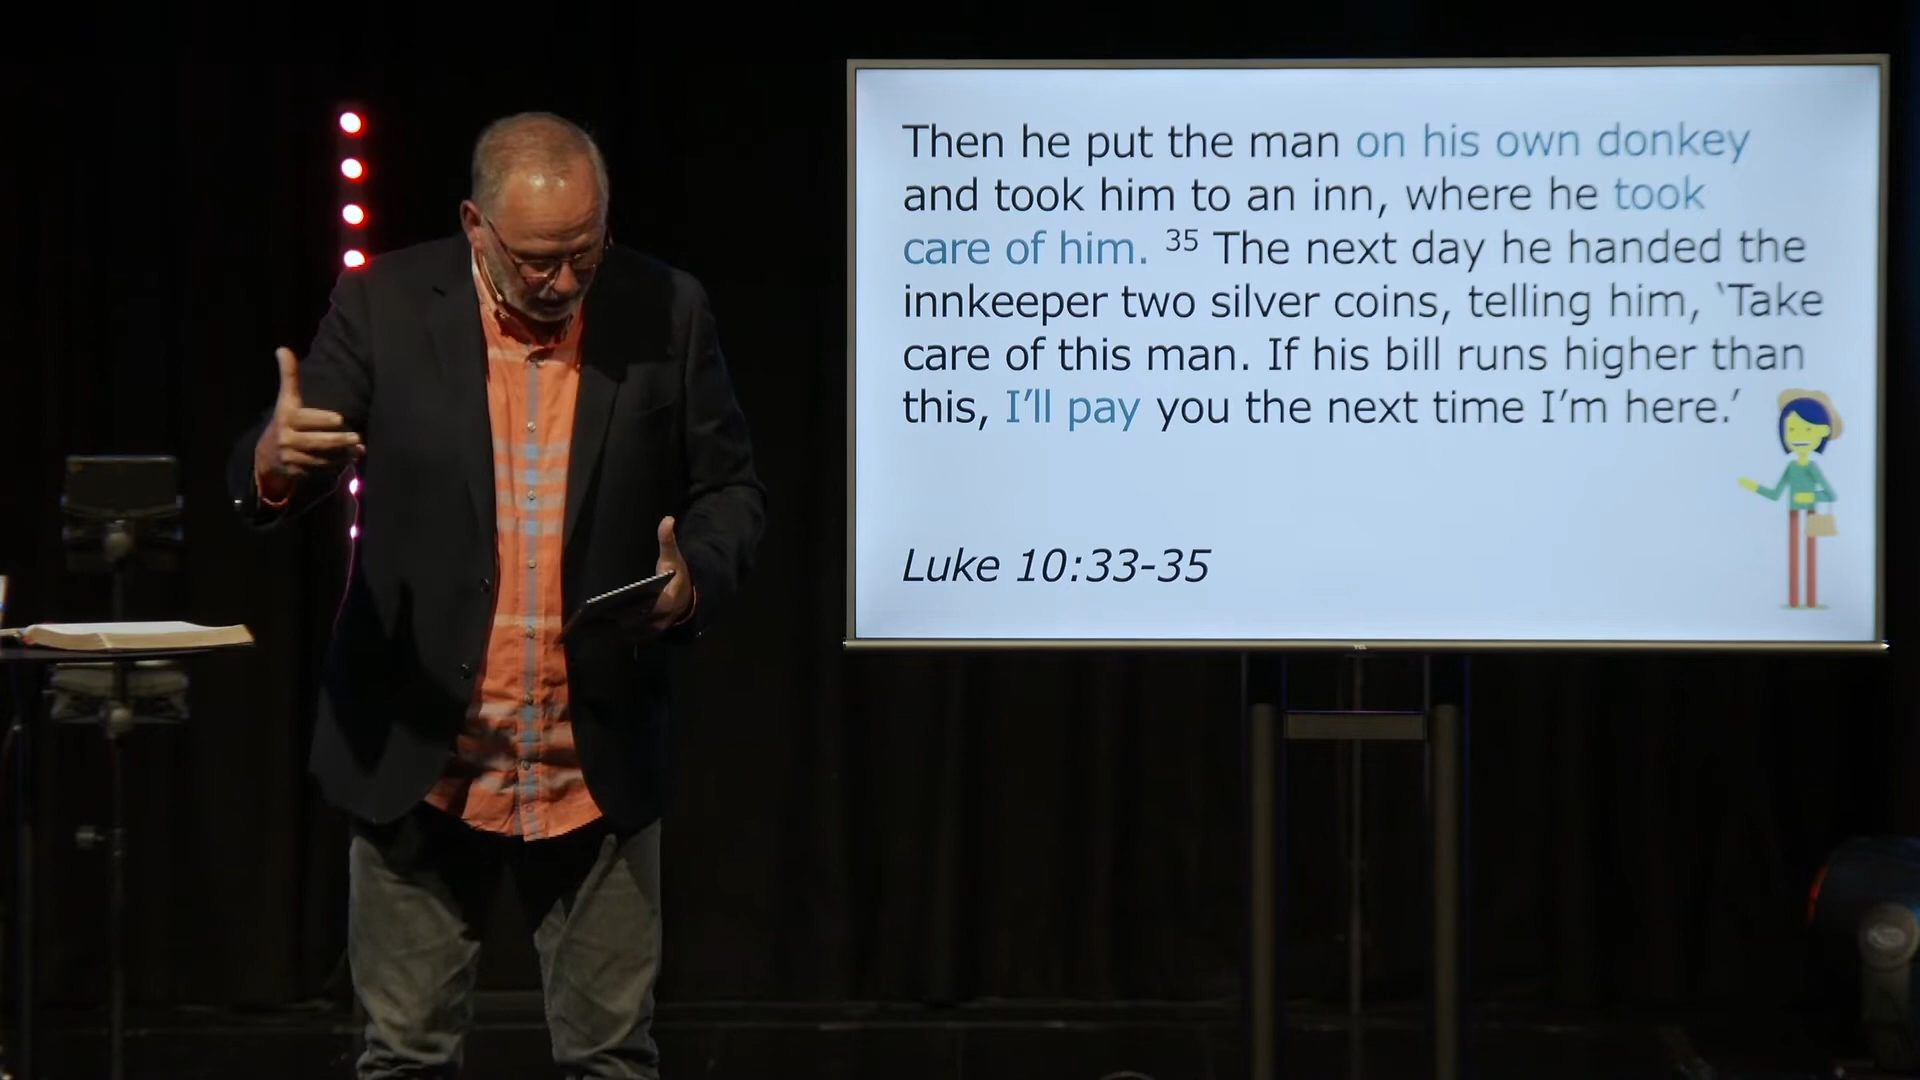 Then he put the man on his own donkey
and took him to an inn, where he took
care of him. 35 The next day he handed the
innkeeper two silver coins, telling him, ‘Take
care of this man. If his bill runs higher than
this, I’ll pay you the next time I’m here.’
Luke 10:33-35
TCL